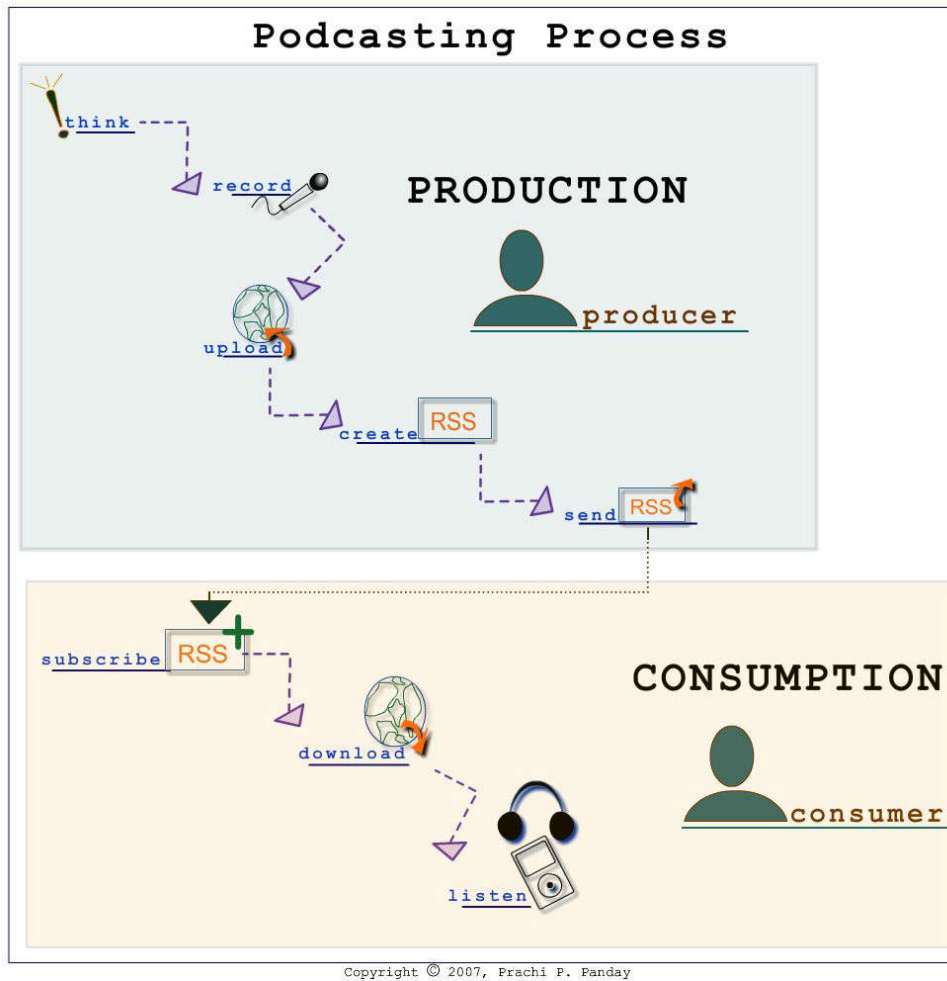 Podcasting Process
think
record
PRODUCTION
producer
upload
create RSS
send RSS
subscribe RSS
CONSUMPTION
download
consumer
listen
Copyright © 2007, Prachi P. Panday